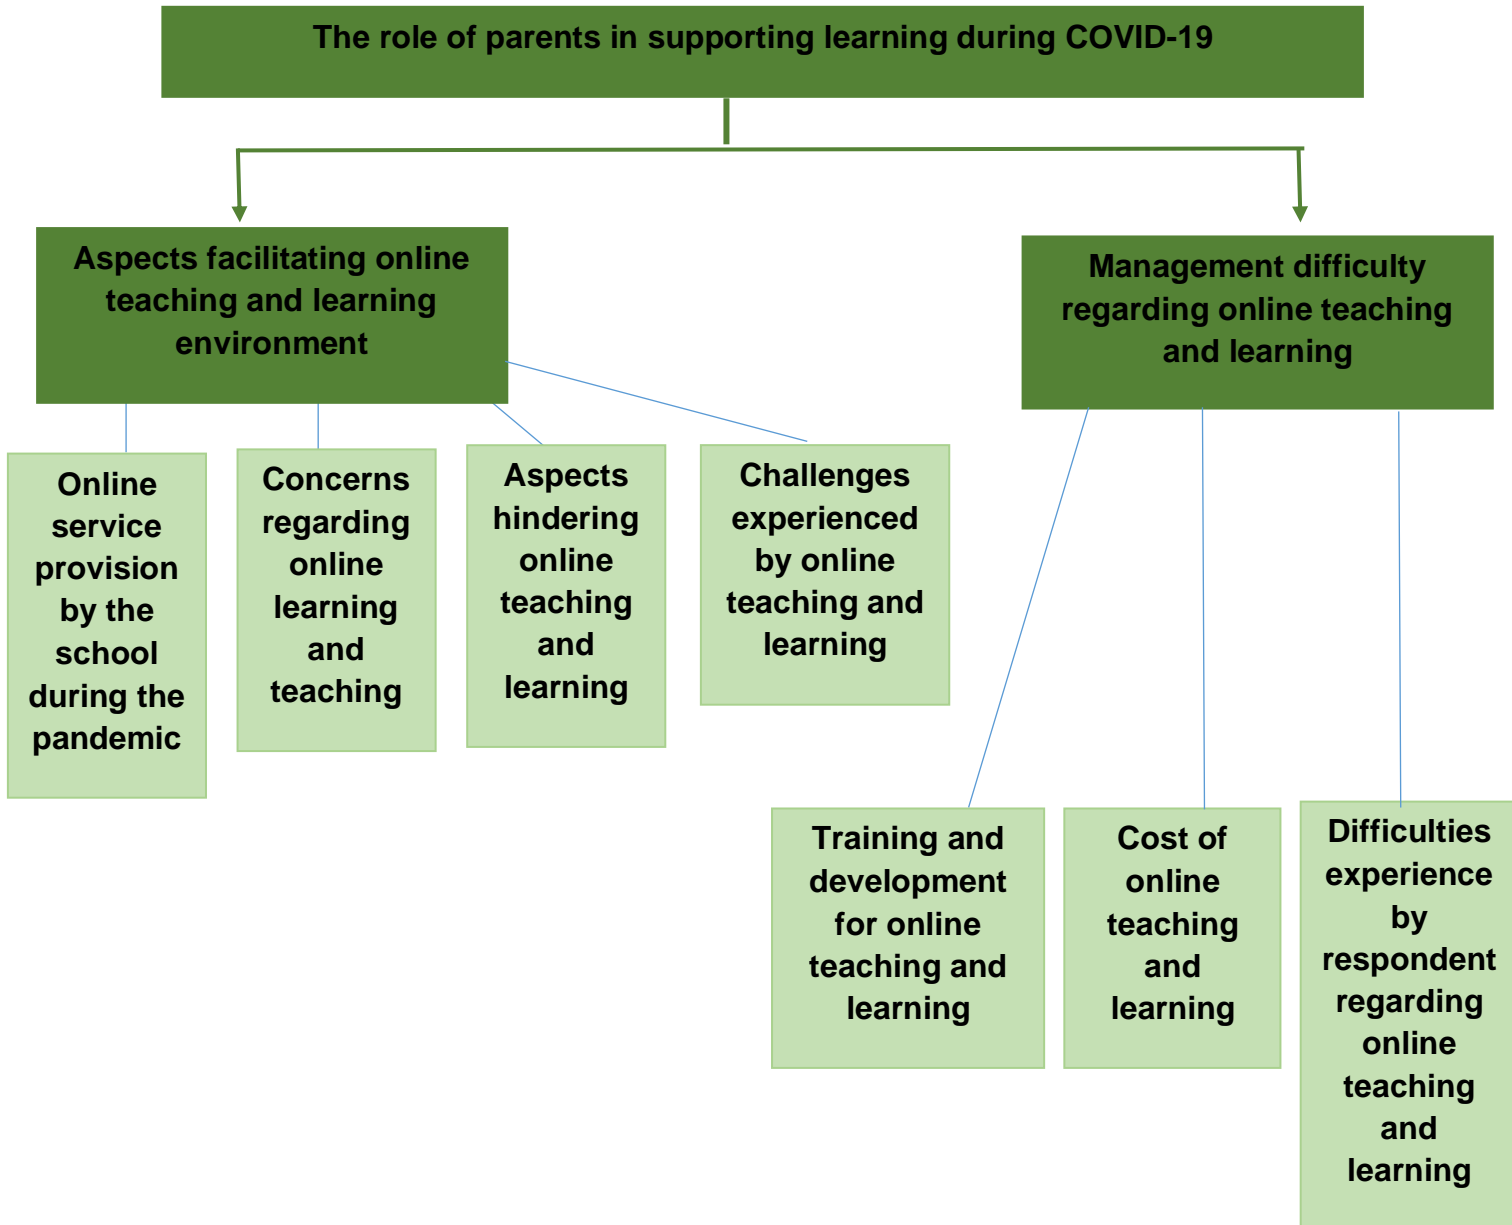 The role of parents in supporting learning during COVID-19
Aspects facilitating online
teaching and learning
environment
Management difficulty
regarding online teaching
and learning
Online
service
provision
by the
school
during the
pandemic
Concerns
regarding
online
learning
and
teaching
Aspects
hindering
online
teaching
and
learning
Challenges
experienced
by online
teaching and
learning
Training and
development
for online
teaching and
learning
Cost of
online
teaching
and
learning
Difficulties
experience
by
respondent
regarding
online
teaching
and
learning